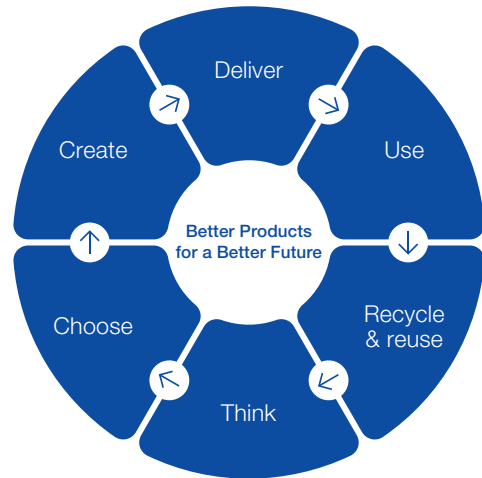 Deliver
Use
Recycle
& reuse
Think
Choose
Create
Better Products
for a Better Future